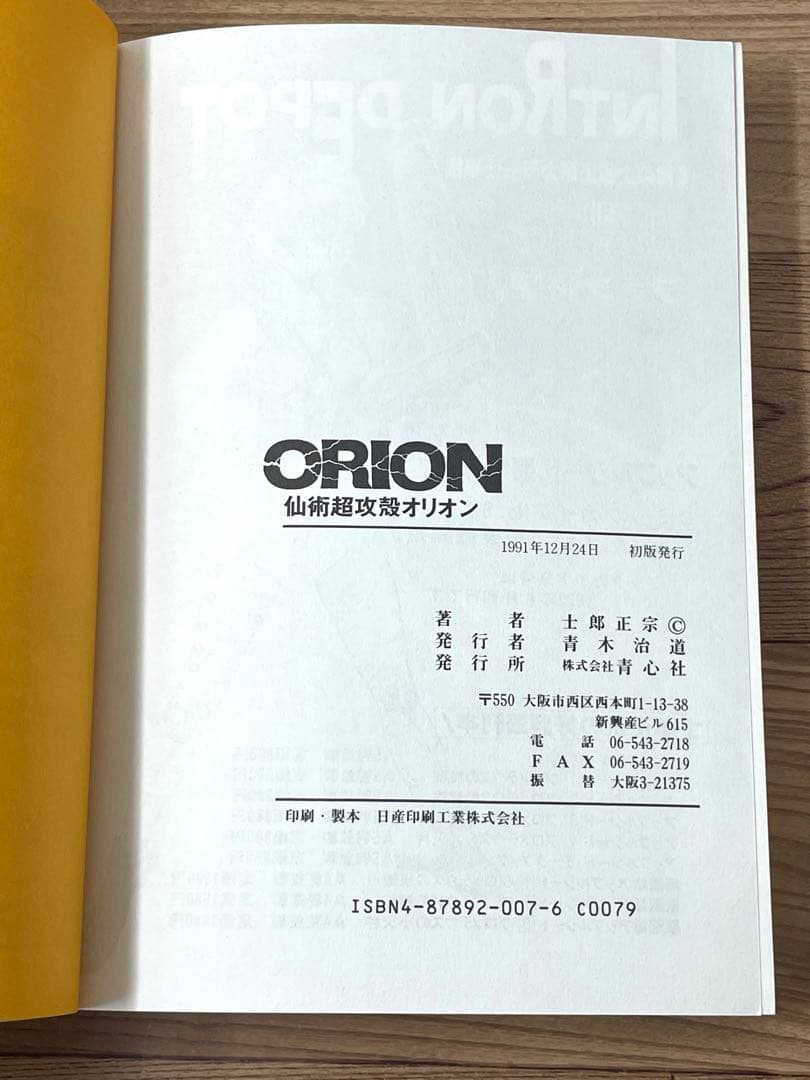 INTRON DEPOT
ORION
仙術超攻殻オリオン
1991年12月24日 初版発行
著者 士郎正宗©
発行者 青木治道
発行所 株式会社青心社
〒550 大阪市西区西本町1-13-38
新興産ビル615
電話 06-543-2718
FAX 06-543-2719
振替 大阪3-21375
印刷・製本 日産印刷工業株式会社
ISBN4-87892-007-6 C0079